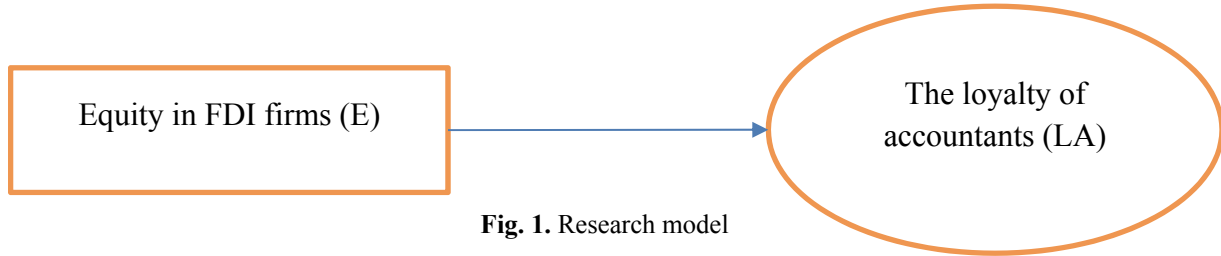 Equity in FDI firms (E)
The loyalty of
accountants (LA)
Fig. 1. Research model